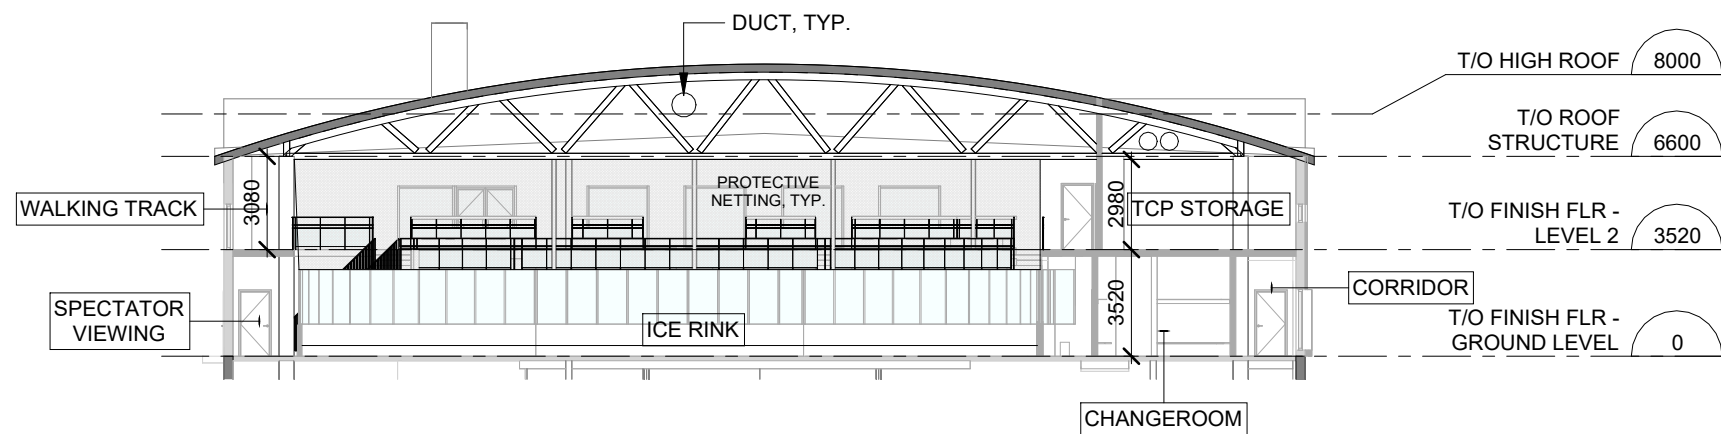 DUCT, TYP.
T/O HIGH ROOF 8000
T/O ROOF
STRUCTURE 6600
PROTECTIVE
NETTING, TYP.
WALKING TRACK
3080
2980
TCP STORAGE
T/O FINISH FLR -
LEVEL 2 3520
SPECTATOR
VIEWING
ICE RINK
3520
CORRIDOR
T/O FINISH FLR -
GROUND LEVEL 0
CHANGEROOM